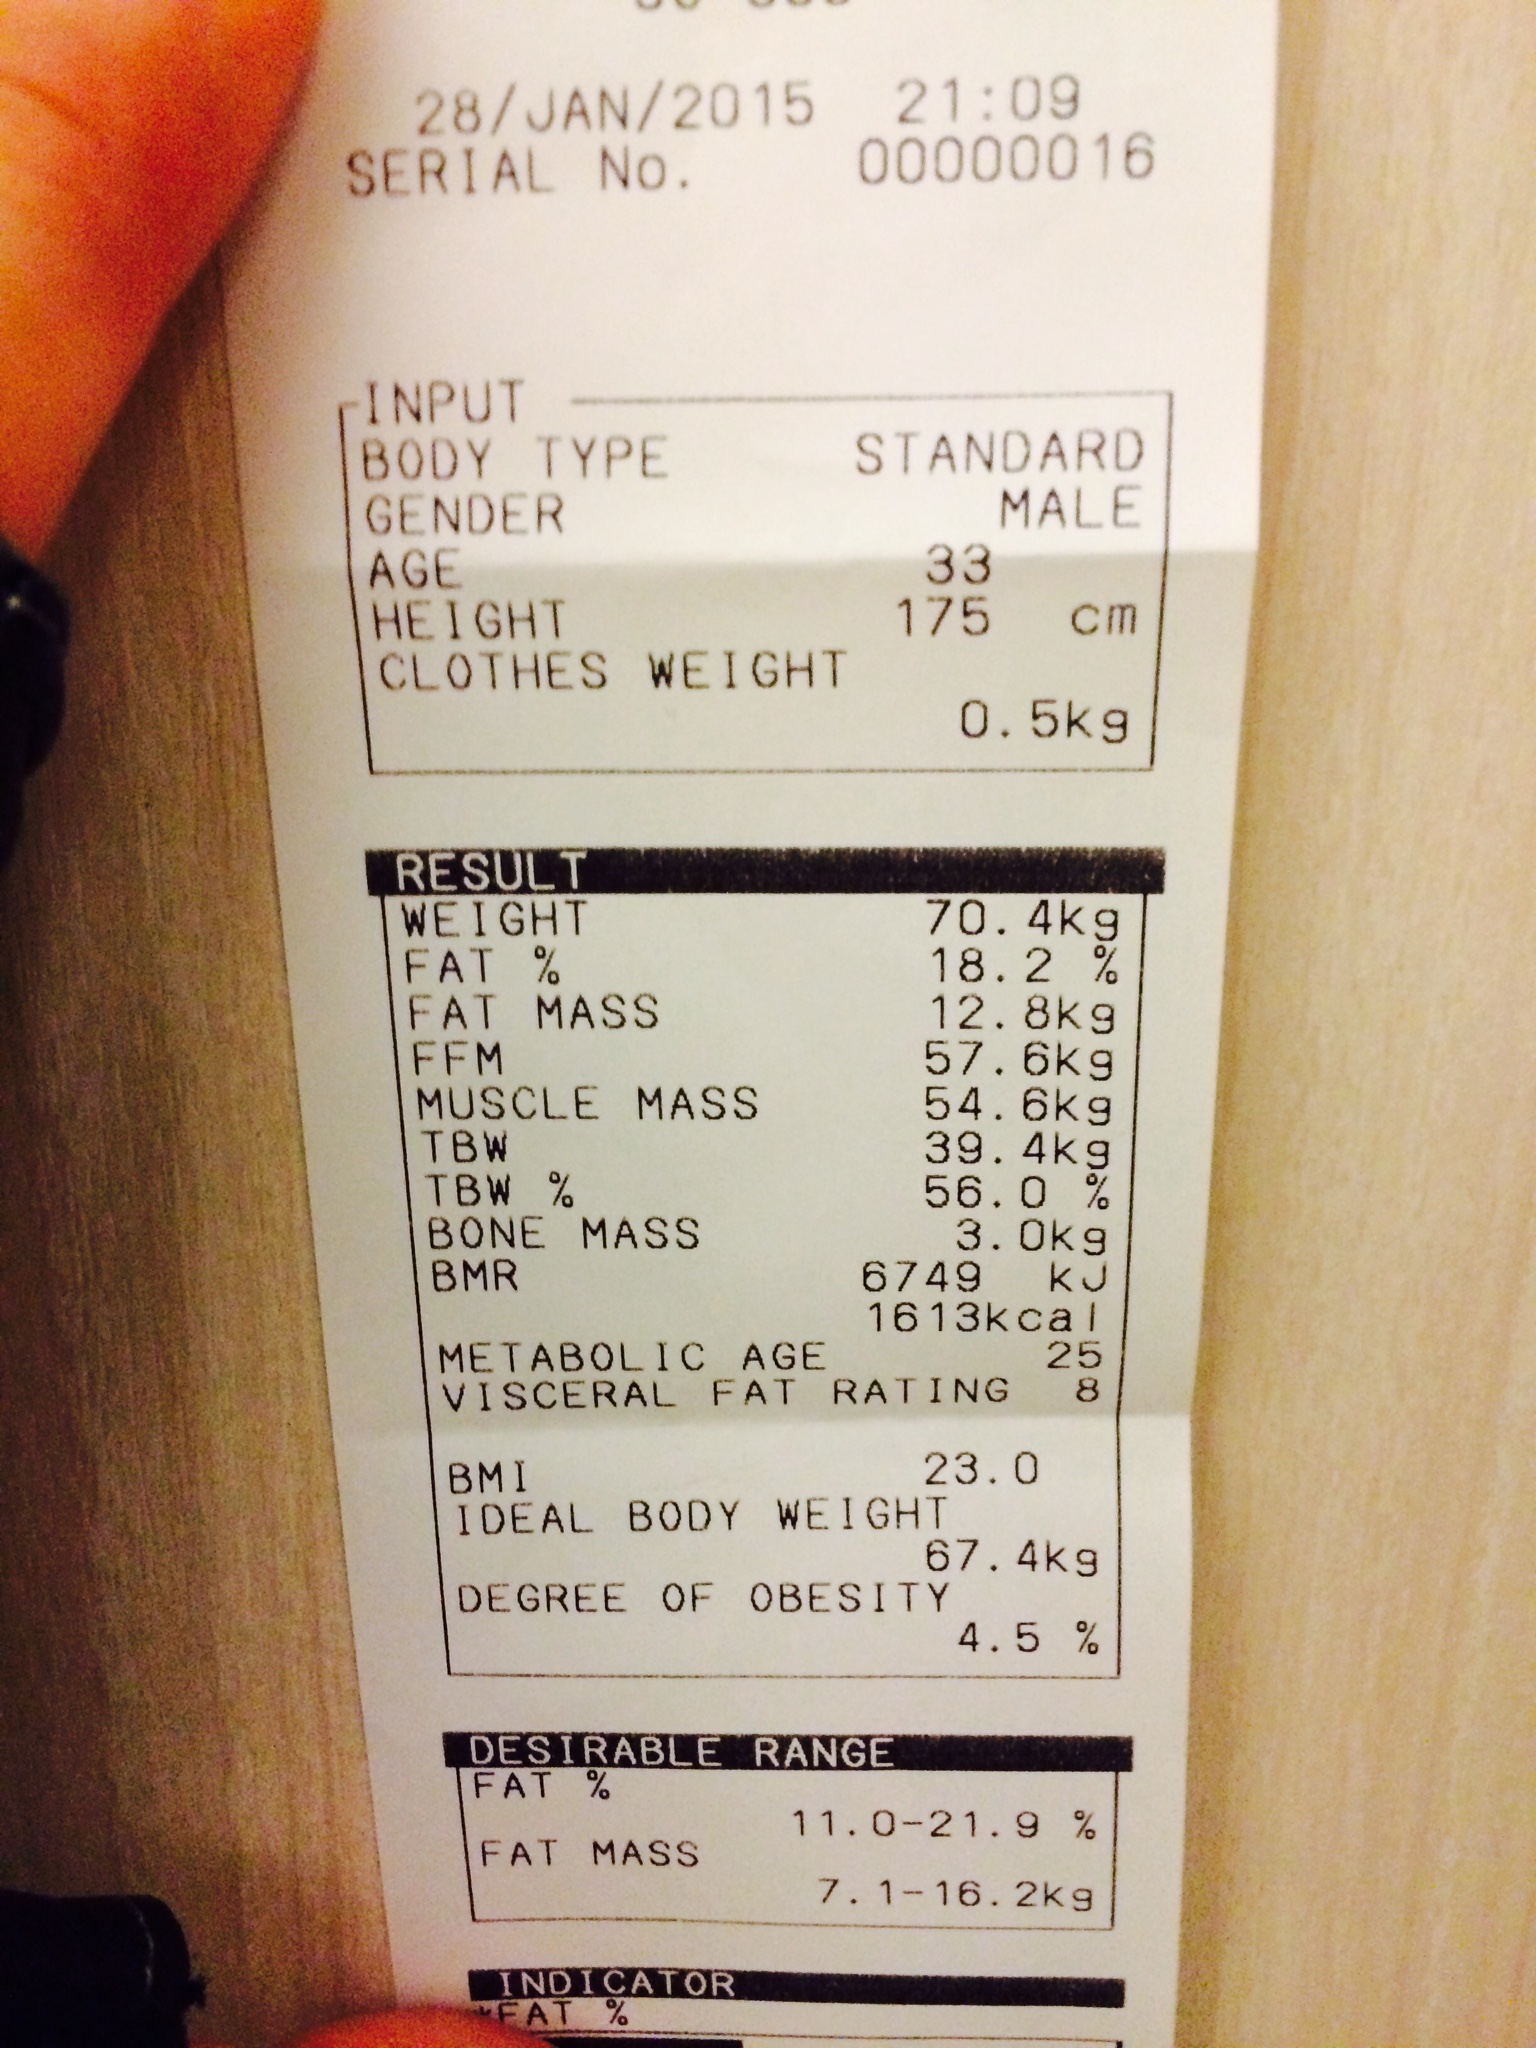 28/JAN/2015 21:09
SERIAL No. 00000016
INPUT
BODY TYPE STANDARD
GENDER MALE
AGE 33
HEIGHT 175 cm
CLOTHES WEIGHT
0.5kg
RESULT
WEIGHT 70.4kg
FAT % 18.2 %
FAT MASS 12.8kg
FFM 57.6kg
MUSCLE MASS 54.6kg
TBW 39.4kg
TBW % 56.0 %
BONE MASS 3.0kg
BMR 6749 kJ
1613kcal
METABOLIC AGE 25
VISCERAL FAT RATING 8
BMI 23.0
IDEAL BODY WEIGHT
67.4kg
DEGREE OF OBESITY
4.5 %
DESIRABLE RANGE
FAT %
11.0-21.9 %
FAT MASS
7.1-16.2kg
INDICATOR
*FAT %